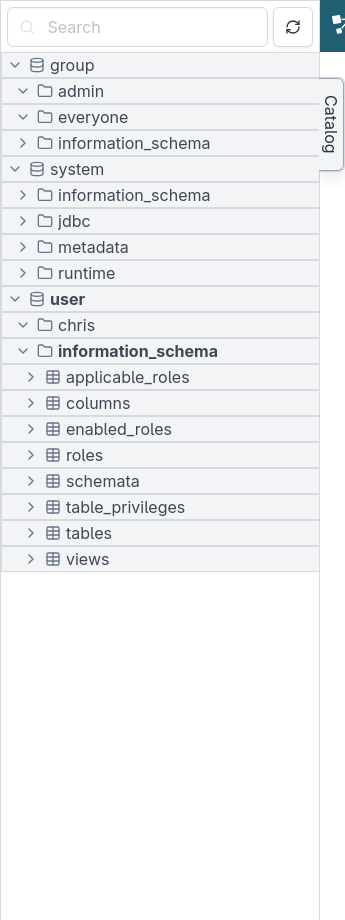 Search
group
admin
everyone
information_schema
system
information_schema
jdbc
metadata
runtime
user
chris
information_schema
applicable_roles
columns
enabled_roles
roles
schemata
table_privileges
tables
views
Catalog